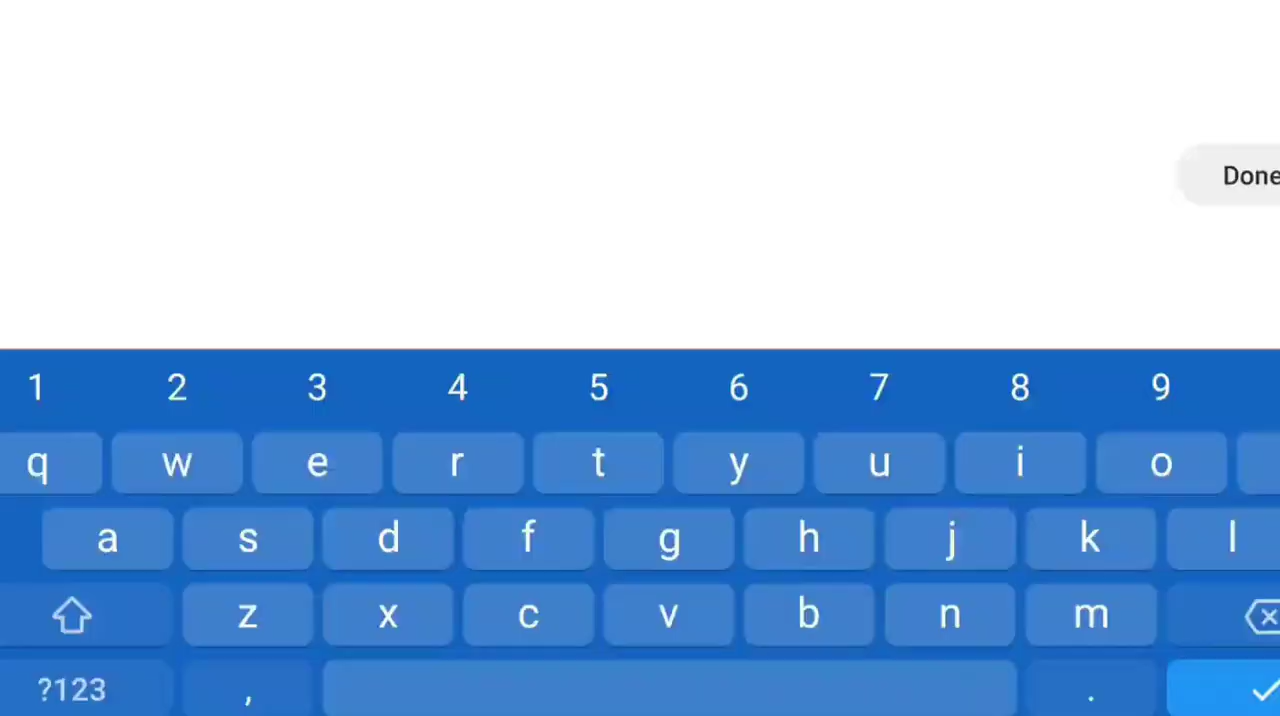 Done
1 2 3 4 5 6 7 8 9
q w e r t y u i o
a s d f g h j k l
z x c v b n m
?123 , .